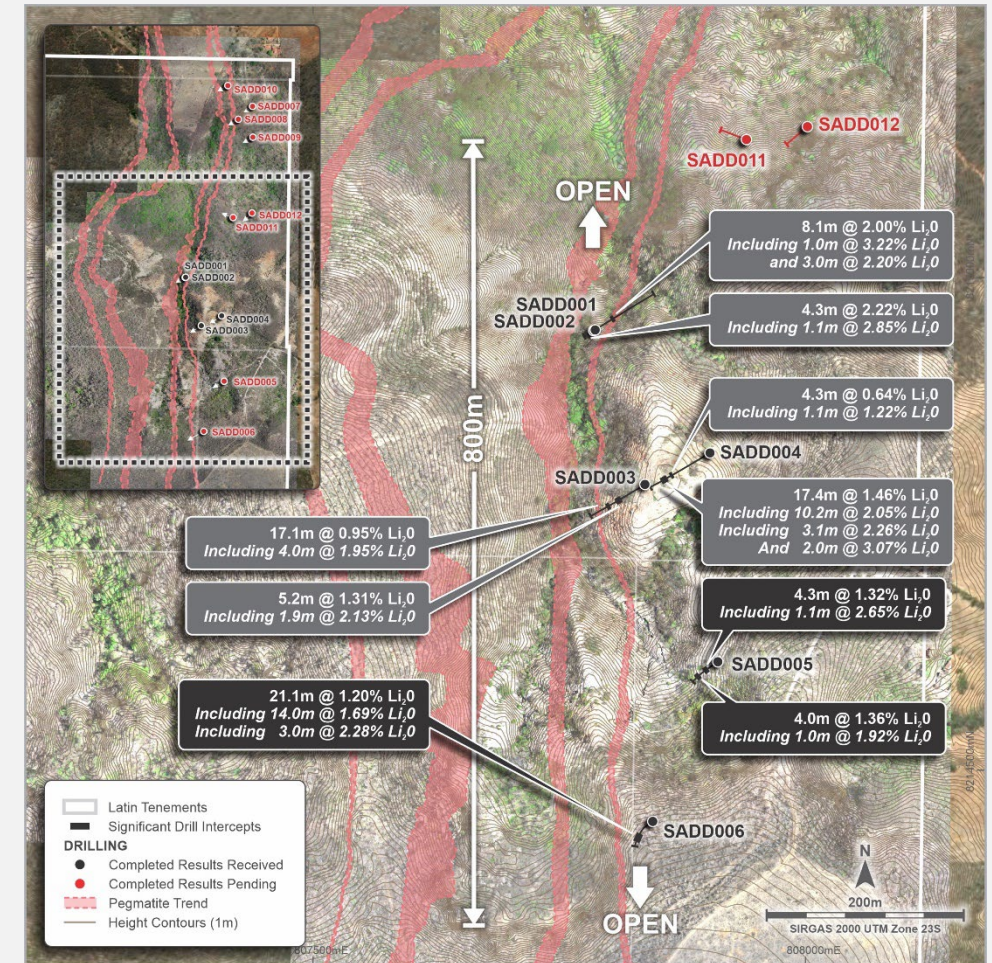 SADD010
SADD007
SADD008
SADD009
SADD012
SADD011
SADD001
SADD002
SADD004
SADD003
SADD005
SADD006
SADD012
SADD011
OPEN
800m
8.1m @ 2.00% Li₂0
Including 1.0m @ 3.22% Li₂0
and 3.0m @ 2.20% Li₂0
SADD001
SADD002
4.3m @ 2.22% Li₂0
Including 1.1m @ 2.85% Li₂0
4.3m @ 0.64% Li₂0
Including 1.1m @ 1.22% Li₂0
SADD004
SADD003
17.4m @ 1.46% Li₂0
Including 10.2m @ 2.05% Li₂0
Including 3.1m @ 2.26% Li₂0
And 2.0m @ 3.07% Li₂0
17.1m @ 0.95% Li₂0
Including 4.0m @ 1.95% Li₂0
5.2m @ 1.31% Li₂0
Including 1.9m @ 2.13% Li₂0
4.3m @ 1.32% Li₂0
Including 1.1m @ 2.65% Li₂0
SADD005
21.1m @ 1.20% Li₂0
Including 14.0m @ 1.69% Li₂0
Including 3.0m @ 2.28% Li₂0
4.0m @ 1.36% Li₂0
Including 1.0m @ 1.92% Li₂0
8214500mN
SADD006
OPEN
Latin Tenements
Significant Drill Intercepts
DRILLING
Completed Results Received
Completed Results Pending
Pegmatite Trend
Height Contours (1m)
N
200m
SIRGAS 2000 UTM Zone 23S
807500mE
808000mE